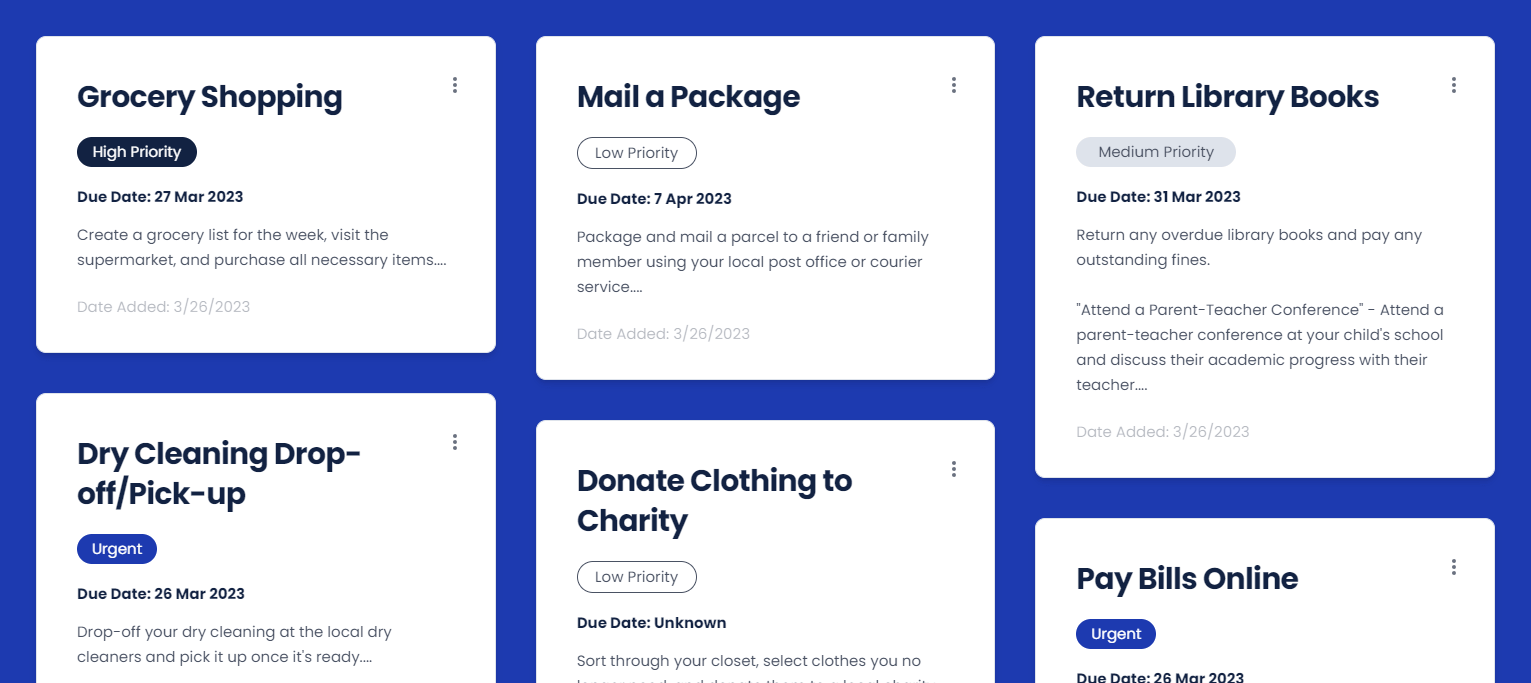 Grocery Shopping
High Priority
Due Date: 27 Mar 2023
Create a grocery list for the week, visit the
supermarket, and purchase all necessary items....
Date Added: 3/26/2023
Dry Cleaning Drop-
off/Pick-up
Urgent
Due Date: 26 Mar 2023
Drop-off your dry cleaning at the local dry
cleaners and pick it up once it's ready....
Mail a Package
Low Priority
Due Date: 7 Apr 2023
Package and mail a parcel to a friend or family
member using your local post office or courier
service....
Date Added: 3/26/2023
Donate Clothing to
Charity
Low Priority
Due Date: Unknown
Sort through your closet, select clothes you no
Return Library Books
Medium Priority
Due Date: 31 Mar 2023
Return any overdue library books and pay any
outstanding fines.
"Attend a Parent-Teacher Conference" - Attend a
parent-teacher conference at your child's school
and discuss their academic progress with their
teacher....
Date Added: 3/26/2023
Pay Bills Online
Urgent
Due Date: 26 Mar 2023